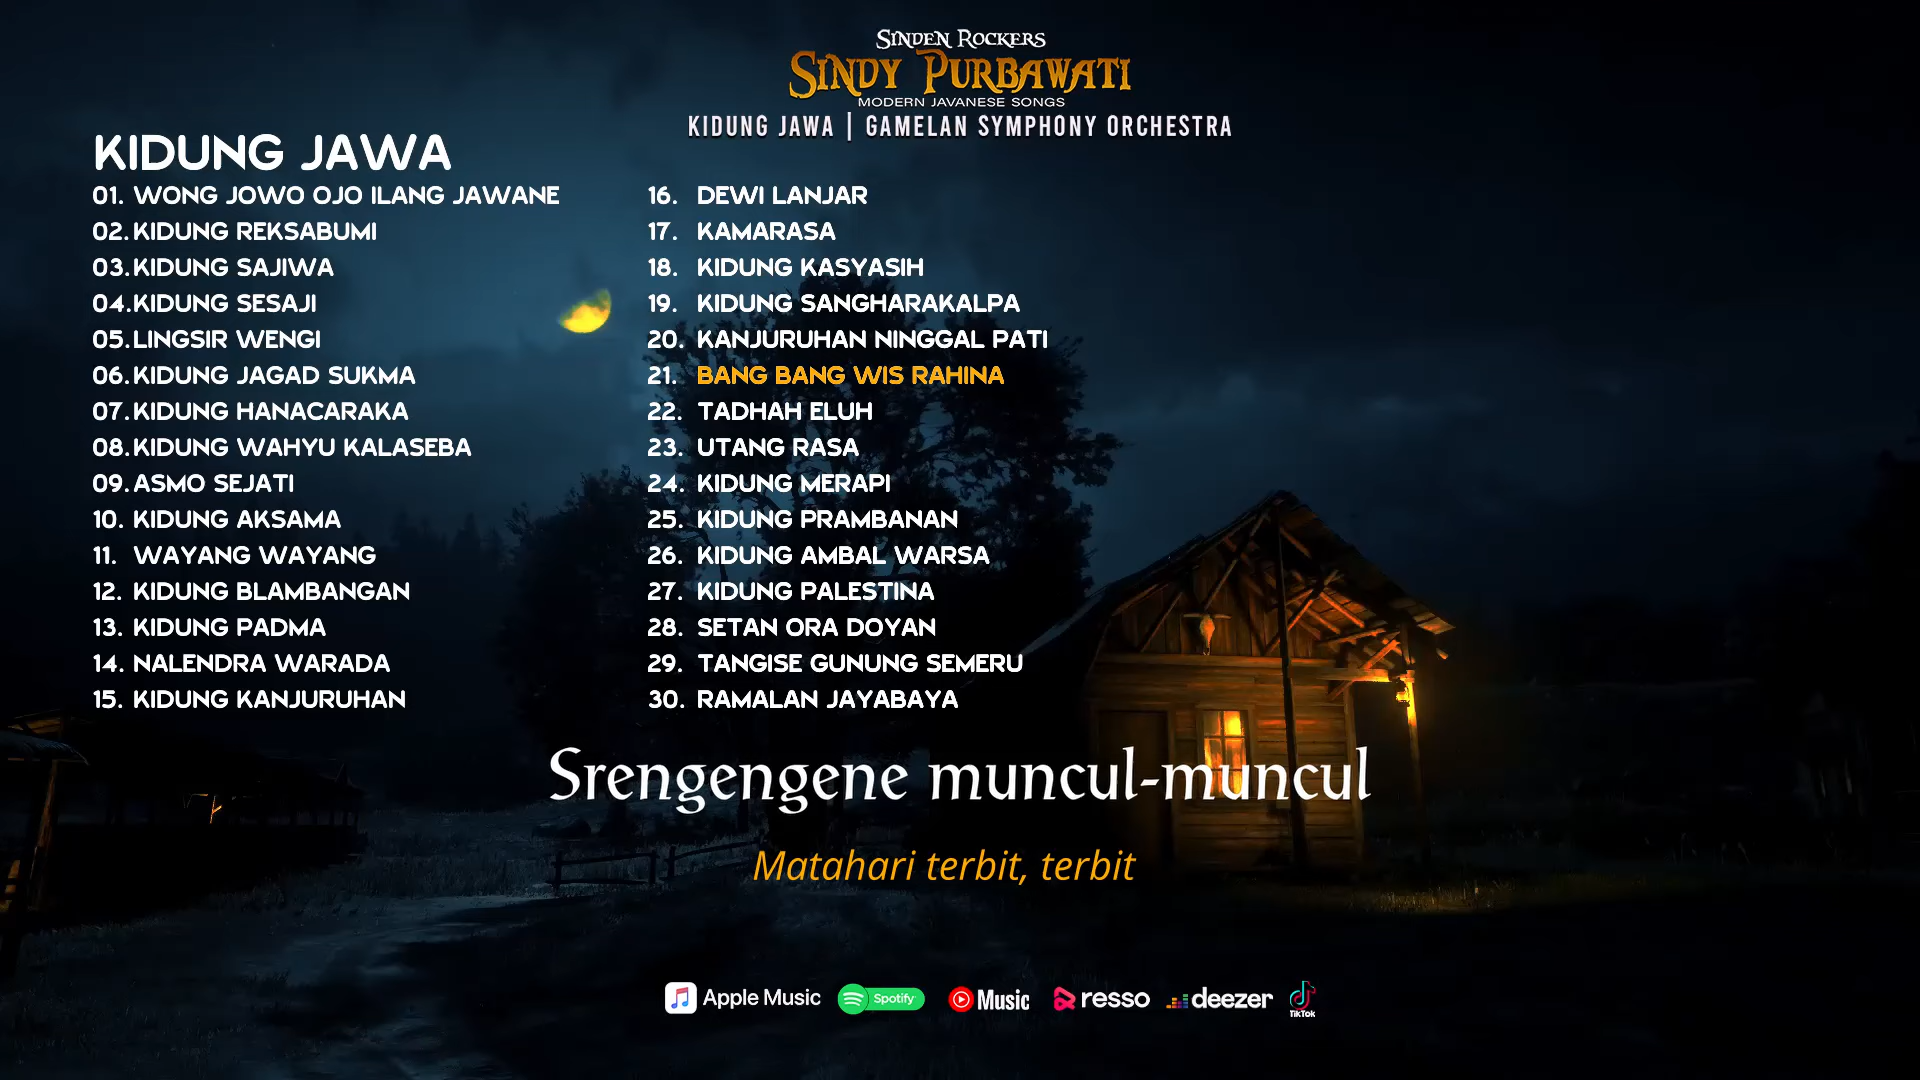 SINDEN ROCKERS
SINDY PURBAWATI
MODERN JAVANESE SONGS
KIDUNG JAWA | GAMELAN SYMPHONY ORCHESTRA
KIDUNG JAWA
01. WONG JOWO OJO ILANG JAWANE
02. KIDUNG REKSABUMI
03. KIDUNG SAJIWA
04. KIDUNG SESAJI
05. LINGSIR WENGI
06. KIDUNG JAGAD SUKMA
07. KIDUNG HANACARAKA
08. KIDUNG WAHYU KALASEBA
09. ASMO SEJATI
10. KIDUNG AKSAMA
11. WAYANG WAYANG
12. KIDUNG BLAMBANGAN
13. KIDUNG PADMA
14. NALENDRA WARADA
15. KIDUNG KANJURUHAN
16. DEWI LANJAR
17. KAMARASA
18. KIDUNG KASYASIH
19. KIDUNG SANGHARAKALPA
20. KANJURUHAN NINGGAL PATI
21. BANG BANG WIS RAHINA
22. TADHAH ELUH
23. UTANG RASA
24. KIDUNG MERAPI
25. KIDUNG PRAMBANAN
26. KIDUNG AMBAL WARSA
27. KIDUNG PALESTINA
28. SETAN ORA DOYAN
29. TANGISE GUNUNG SEMERU
30. RAMALAN JAYABAYA
Srengengene muncul-muncul
Matahari terbit, terbit
Apple Music Spotify Music resso deezer TikTok